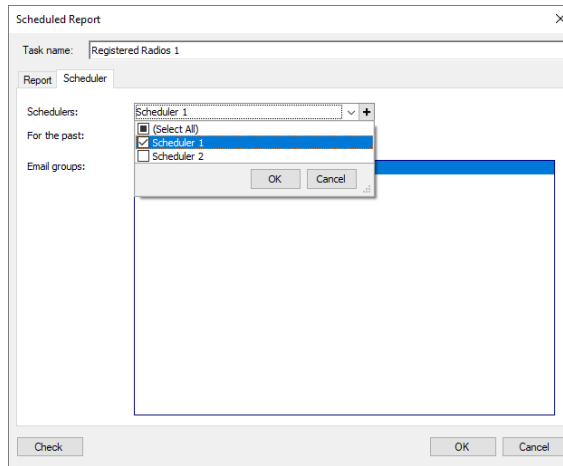 Scheduled Report
Task name: Registered Radios 1
Report Scheduler
Schedulers: Scheduler 1
(Select All)
For the past:
Scheduler 1
Scheduler 2
Email groups:
OK Cancel
Check OK Cancel